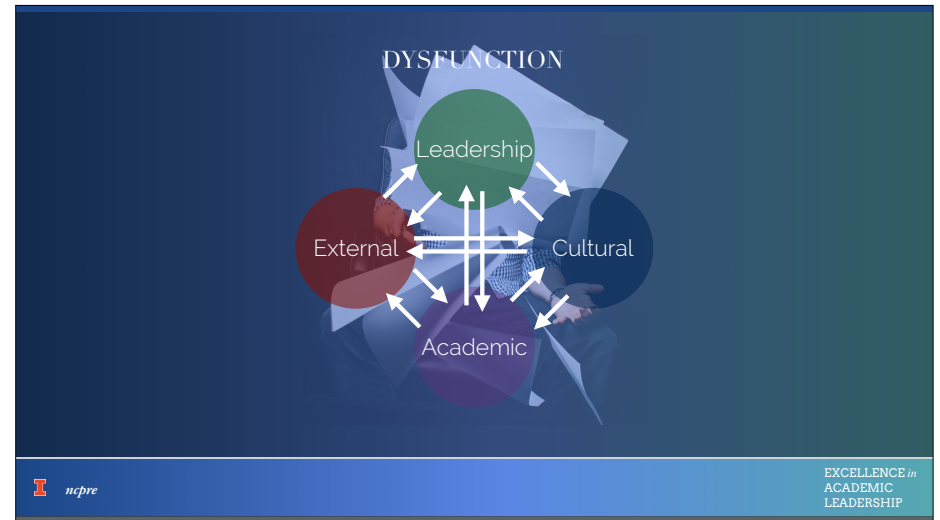 DYSFUNCTION
Leadership
External
Cultural
Academic
I
ncpre
EXCELLENCE in
ACADEMIC
LEADERSHIP